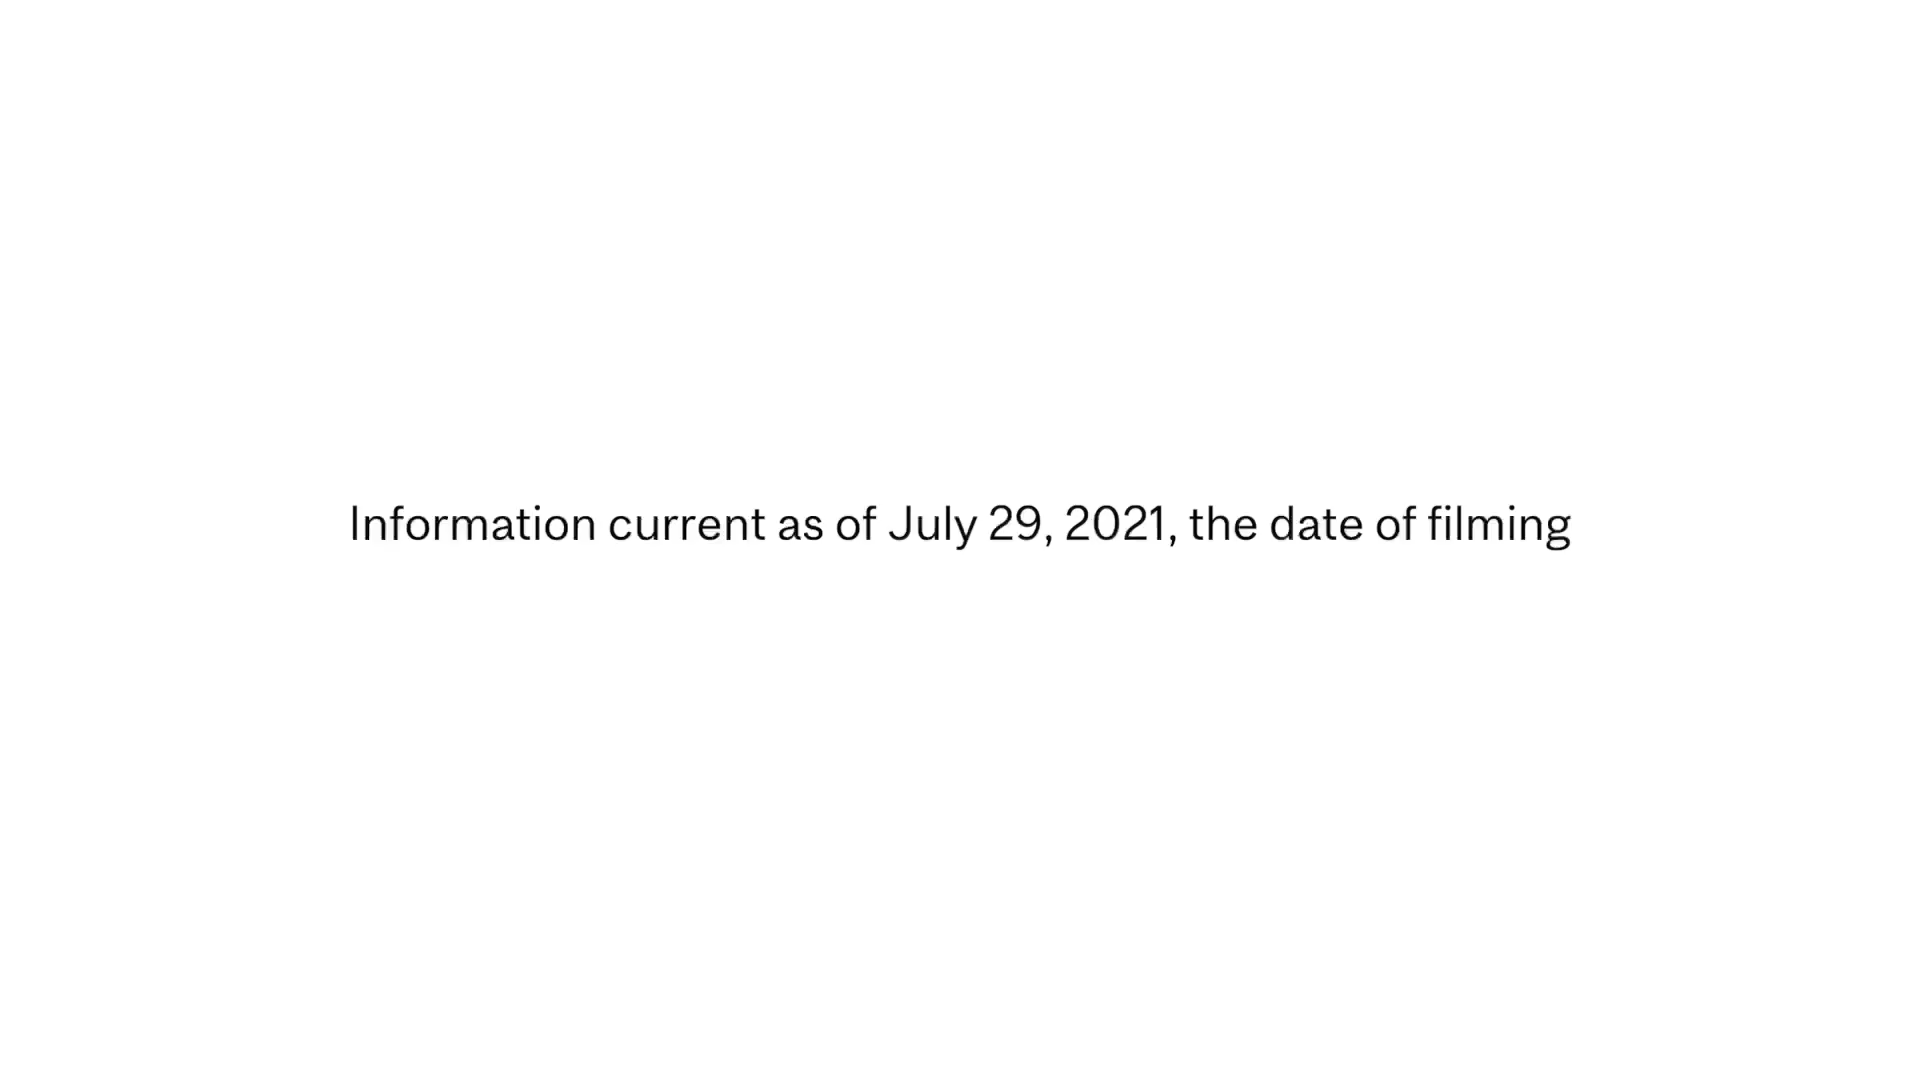 Information current as of July 29, 2021, the date of filming